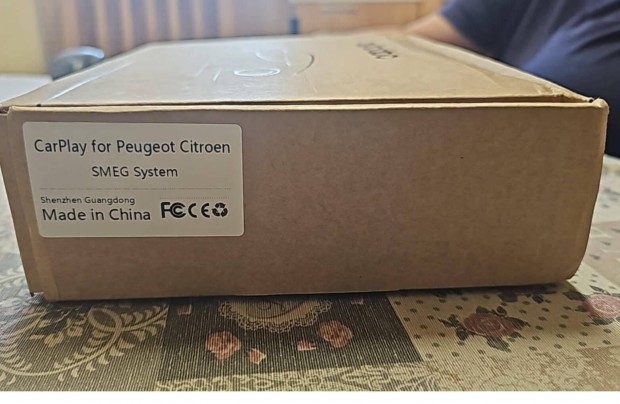 CarPlay for Peugeot Citroen
SMEG System
Shenzhen Guangdong
Made in China FC CE